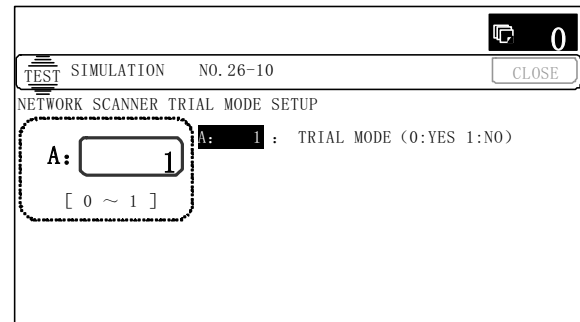 0
TEST SIMULATION NO.26-10 CLOSE
NETWORK SCANNER TRIAL MODE SETUP
A: 1 : TRIAL MODE (0:YES 1:NO)
A: 1
[ 0 ～ 1 ]